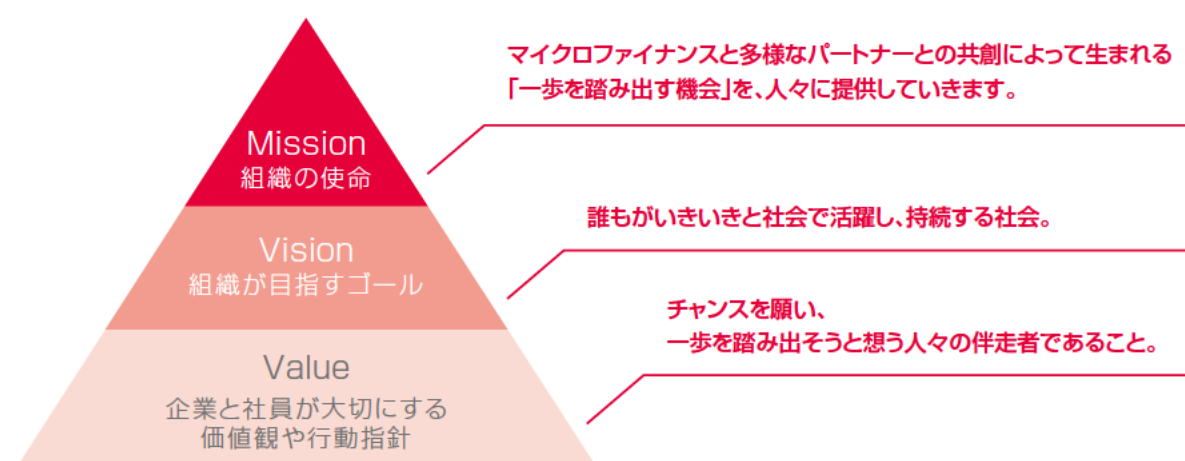 マイクロファイナンスと多様なパートナーとの共創によって生まれる
「一歩を踏み出す機会」を、人々に提供していきます。
Mission
組織の使命
誰もがいきいきと社会で活躍し、持続する社会。
Vision
組織が目指すゴール
チャンスを願い、
一歩を踏み出そうと想う人々の伴走者であること。
Value
企業と社員が大切にする
価値観や行動指針